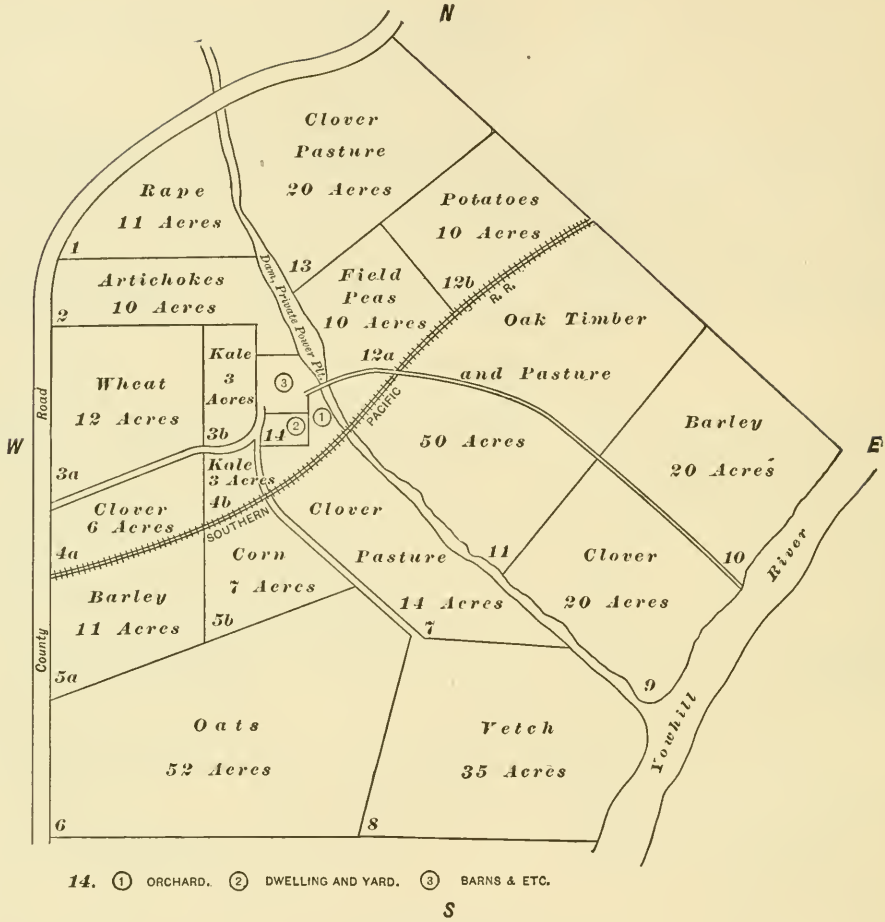 N
Clover
Pasture
20 Acres
Rape
11 Acres
1
Potatoes
10 Acres
12b
R. R.
13
Dam, Private Power Plt.
Artichokes
10 Acres
2
Field
Peas
10 Acres
12a
Oak Timber
and Pasture
50 Acres
Kale
3
Acres
3b
Wheat
12 Acres
3a
Road
3
2
1
14
PACIFIC
W
E
Barley
20 Acres
10
River
Kale
3 Acres
4b
Clover
6 Acres
4a
SOUTHERN
Clover
Pasture
14 Acres
7
11
Clover
20 Acres
9
Corn
7 Acres
5b
Barley
11 Acres
5a
County
Oats
52 Acres
6
Vetch
35 Acres
8
Yowhill
14. 1 ORCHARD. 2 DWELLING AND YARD. 3 BARNS & ETC.
S